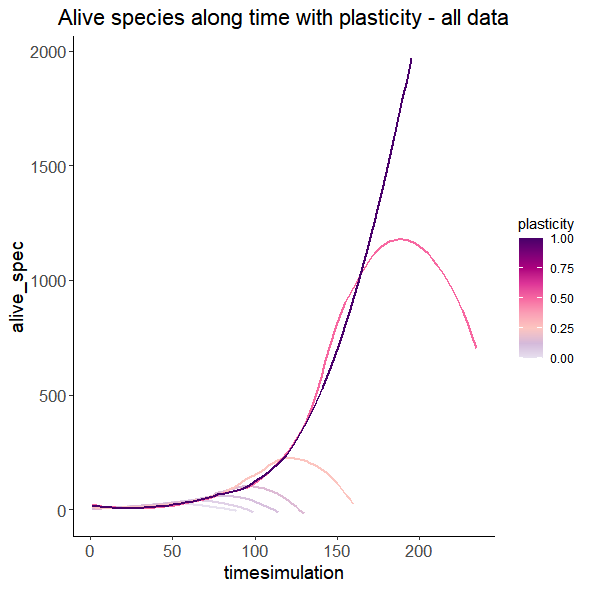 Alive species along time with plasticity - all data
2000
1500
1000
500
0
alive_spec
0 50 100 150 200
timesimulation
plasticity
1.00
0.75
0.50
0.25
0.00